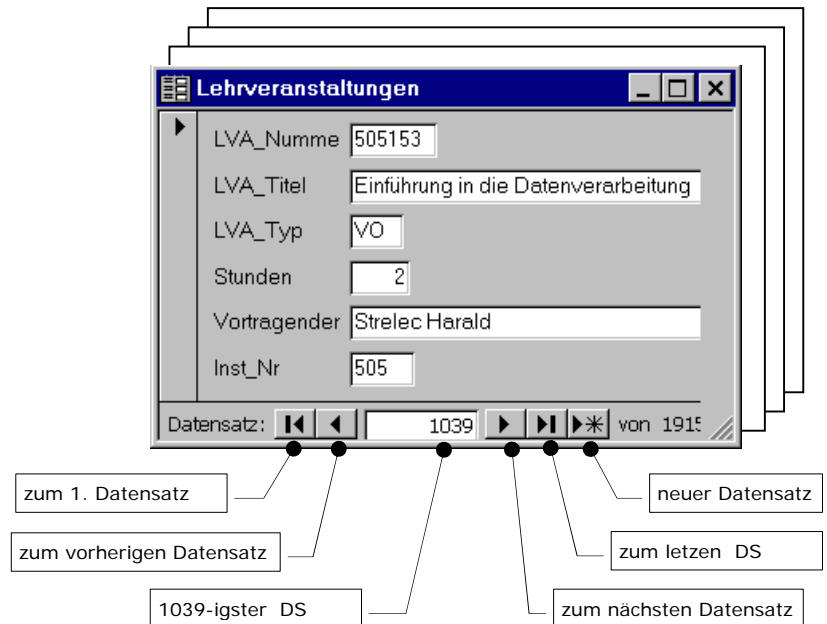 Lehrveranstaltungen
LVA_Numme 505153
LVA_Titel Einführung in die Datenverarbeitung
LVA_Typ VO
Stunden 2
Vortragender Strelec Harald
Inst_Nr 505
Datensatz: 1039 von 1915
zum 1. Datensatz
neuer Datensatz
zum vorherigen Datensatz
zum letzen DS
1039-igster DS
zum nächsten Datensatz